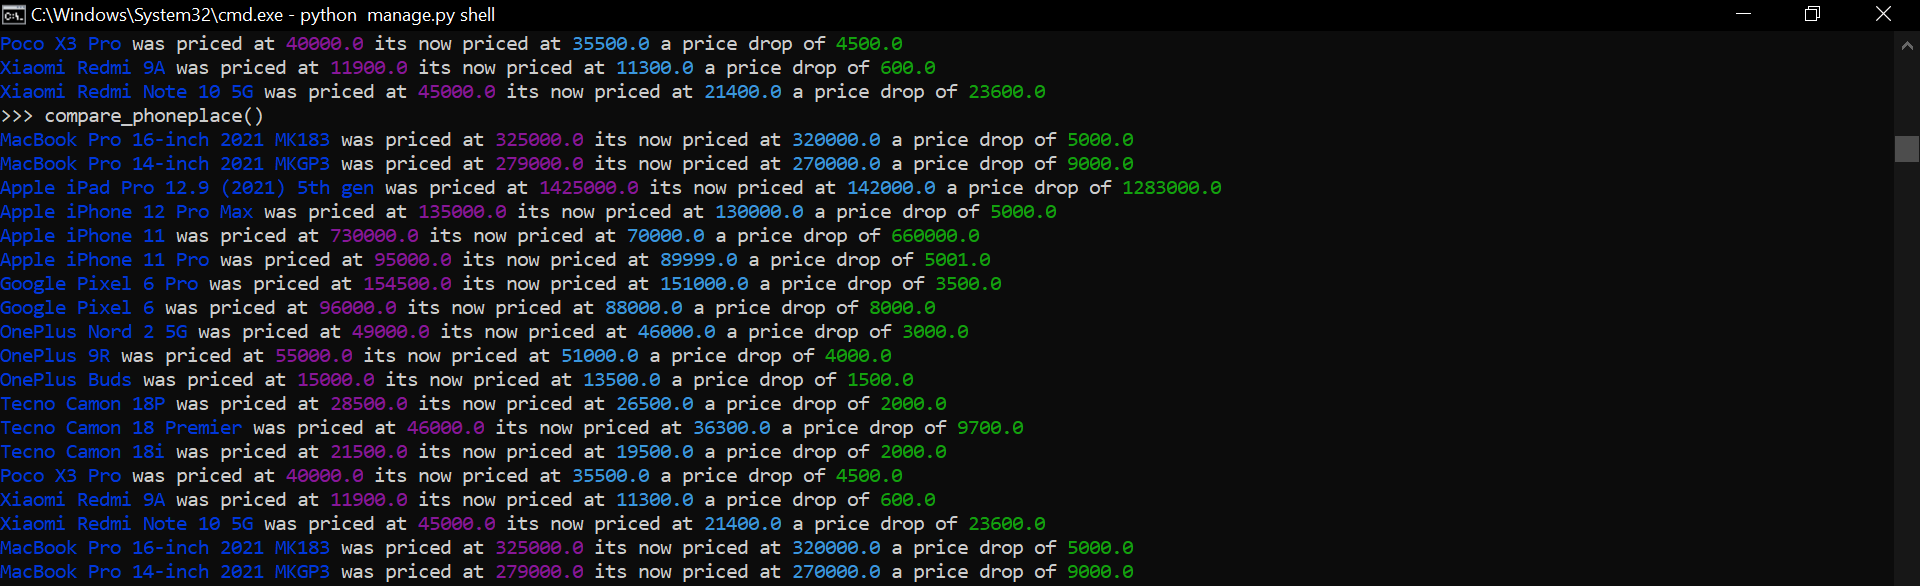 C:\Windows\System32\cmd.exe - python  manage.py shell
Poco X3 Pro was priced at 40000.0 its now priced at 35500.0 a price drop of 4500.0
Xiaomi Redmi 9A was priced at 11900.0 its now priced at 11300.0 a price drop of 600.0
Xiaomi Redmi Note 10 5G was priced at 45000.0 its now priced at 21400.0 a price drop of 23600.0
>>> compare_phoneplace()
MacBook Pro 16-inch 2021 MK183 was priced at 325000.0 its now priced at 320000.0 a price drop of 5000.0
MacBook Pro 14-inch 2021 MKGP3 was priced at 279000.0 its now priced at 270000.0 a price drop of 9000.0
Apple iPad Pro 12.9 (2021) 5th gen was priced at 1425000.0 its now priced at 142000.0 a price drop of 1283000.0
Apple iPhone 12 Pro Max was priced at 135000.0 its now priced at 130000.0 a price drop of 5000.0
Apple iPhone 11 was priced at 730000.0 its now priced at 70000.0 a price drop of 660000.0
Apple iPhone 11 Pro was priced at 95000.0 its now priced at 89999.0 a price drop of 5001.0
Google Pixel 6 Pro was priced at 154500.0 its now priced at 151000.0 a price drop of 3500.0
Google Pixel 6 was priced at 96000.0 its now priced at 88000.0 a price drop of 8000.0
OnePlus Nord 2 5G was priced at 49000.0 its now priced at 46000.0 a price drop of 3000.0
OnePlus 9R was priced at 55000.0 its now priced at 51000.0 a price drop of 4000.0
OnePlus Buds was priced at 15000.0 its now priced at 13500.0 a price drop of 1500.0
Tecno Camon 18P was priced at 28500.0 its now priced at 26500.0 a price drop of 2000.0
Tecno Camon 18 Premier was priced at 46000.0 its now priced at 36300.0 a price drop of 9700.0
Tecno Camon 18i was priced at 21500.0 its now priced at 19500.0 a price drop of 2000.0
Poco X3 Pro was priced at 40000.0 its now priced at 35500.0 a price drop of 4500.0
Xiaomi Redmi 9A was priced at 11900.0 its now priced at 11300.0 a price drop of 600.0
Xiaomi Redmi Note 10 5G was priced at 45000.0 its now priced at 21400.0 a price drop of 23600.0
MacBook Pro 16-inch 2021 MK183 was priced at 325000.0 its now priced at 320000.0 a price drop of 5000.0
MacBook Pro 14-inch 2021 MKGP3 was priced at 279000.0 its now priced at 270000.0 a price drop of 9000.0